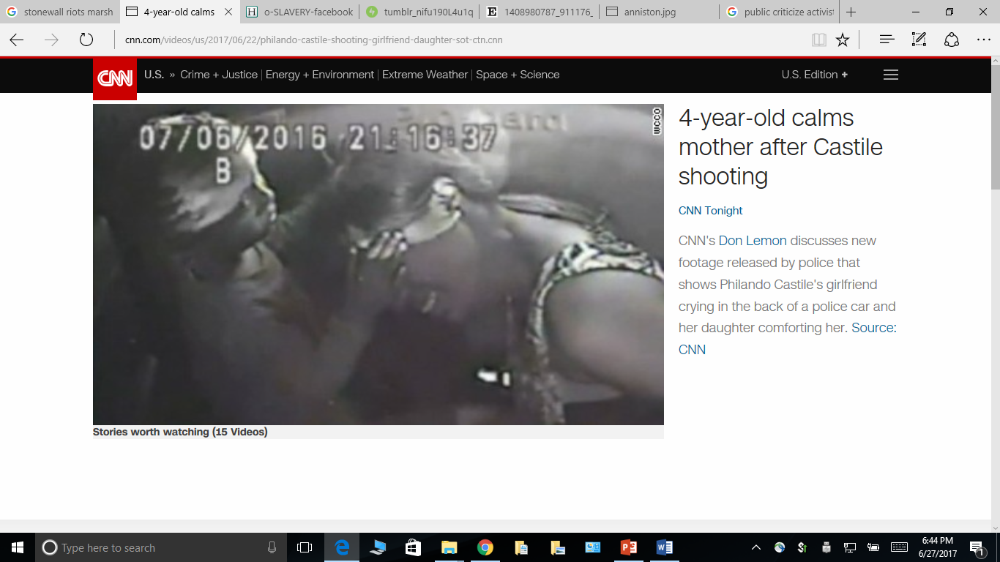 stonewall riots marsh
4-year-old calms
o-SLAVERY-facebook
tumblr_nifu190L4u1q
1408980787_911176_
anniston.jpg
public criticize activist
cnn.com/videos/us/2017/06/22/philando-castile-shooting-girlfriend-daughter-sot-ctn.cnn
CNN
U.S. » Crime + Justice | Energy + Environment | Extreme Weather | Space + Science
U.S. Edition +
07/06/2016 21:16:37
B
WCCO
4-year-old calms
mother after Castile
shooting
CNN Tonight
CNN's Don Lemon discusses new
footage released by police that
shows Philando Castile's girlfriend
crying in the back of a police car and
her daughter comforting her. Source:
CNN
Stories worth watching (15 Videos)
Type here to search
6:44 PM
6/27/2017